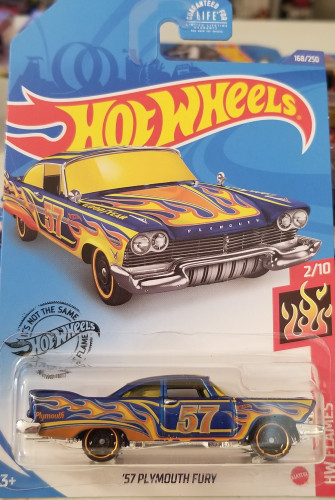 GUARANTEED FOR
LIFE
168/250
HOT WHEELS
GOODYEAR
57
PLYMOUTH
2/10
IT'S NOT THE SAME
HOT WHEELS
FLAME
Plymouth
57
'57 PLYMOUTH FURY
3+
MATTEL
HW FLAMES